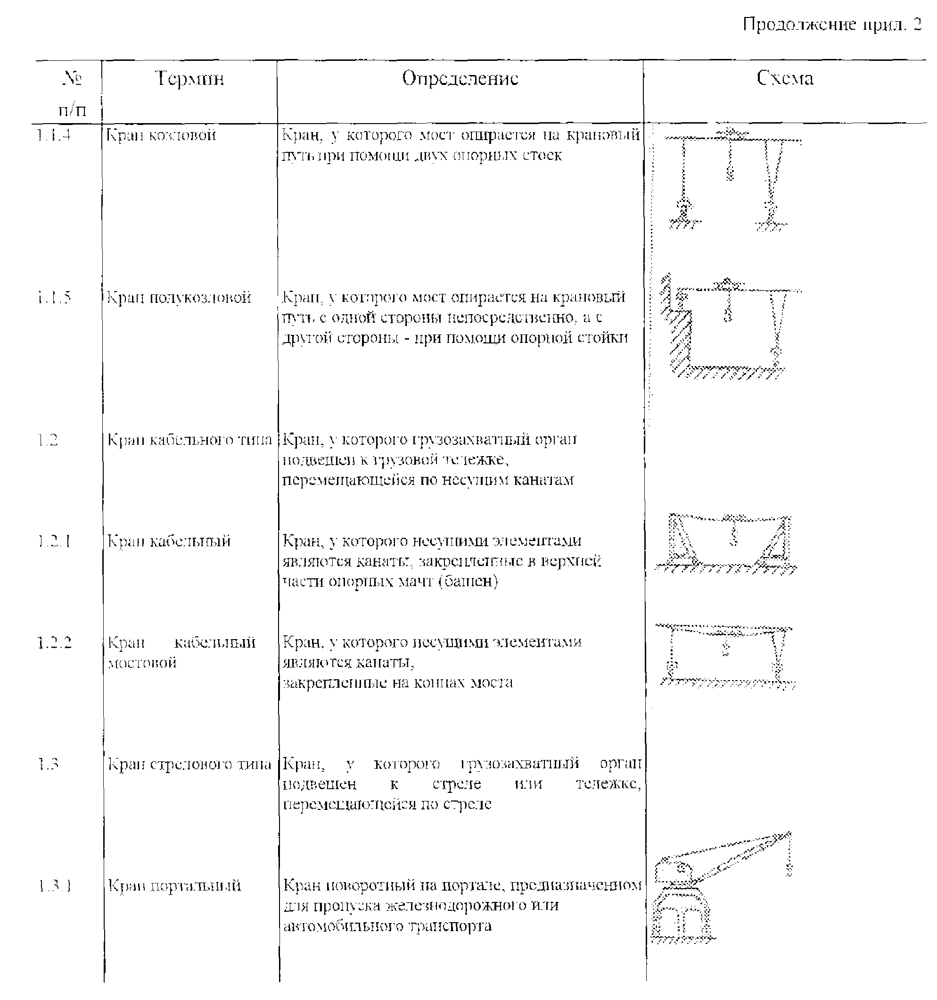 Продолжение прил. 2
№ Термин Определение Схема
п/п
1.1.4 Кран козловой Кран, у которого мост опирается на крановый
путь при помощи двух опорных стоек
1.1.5 Кран полукозловой Кран, у которого мост опирается на крановый
путь с одной стороны непосредственно, а с
другой стороны - при помощи опорной стойки
1.2 Кран кабельного типа Кран, у которого грузозахватный орган
подвешен к грузовой тележке,
перемещающейся по несущим канатам
1.2.1 Кран кабельный Кран, у которого несущими элементами
являются канаты, закрепленные в верхней
части опорных мачт (башен)
1.2.2 Кран кабельный Кран, у которого несущими элементами
мостовой являются канаты,
закрепленные на концах моста
1.3 Кран стрелового типа Кран, у которого грузозахватный орган
подвешен к стреле или тележке,
перемещающейся по стреле
1.3.1 Кран портальный Кран поворотный на портале, предназначенном
для пропуска железнодорожного или
автомобильного транспорта